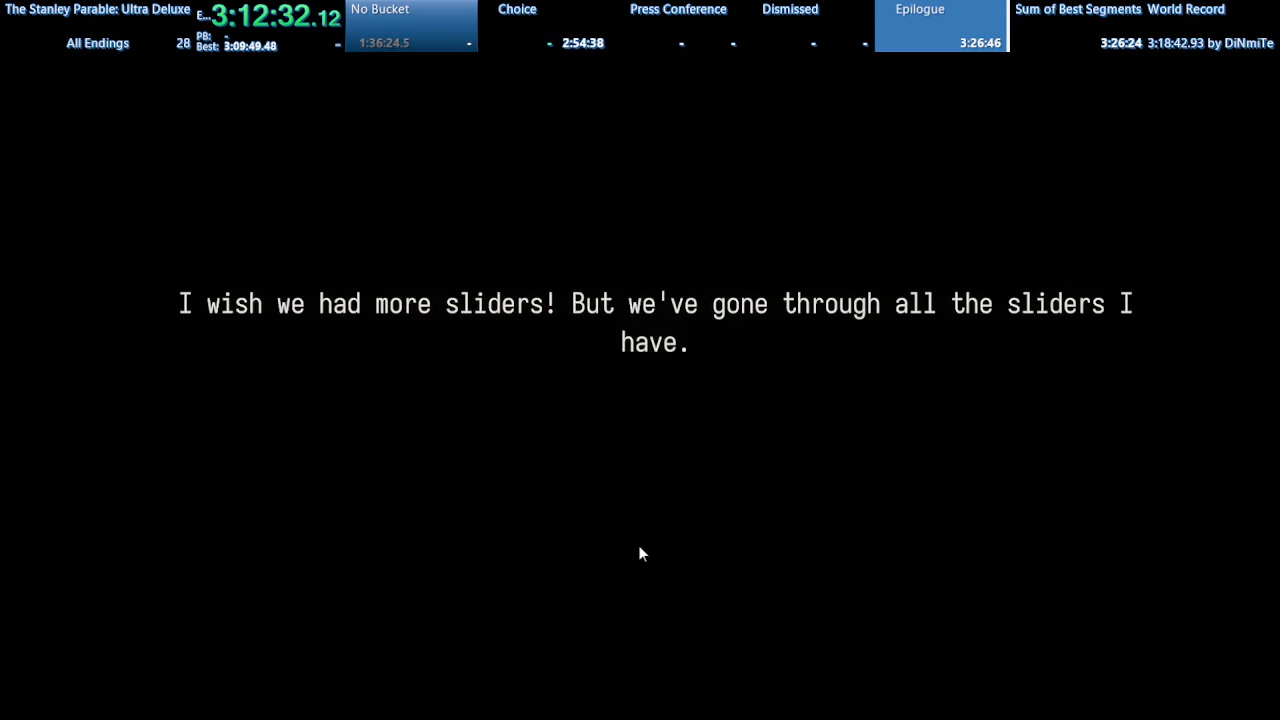 The Stanley Parable: Ultra Deluxe
All Endings 28
E... 3:12:32.12
PB: -
Best: 3:09:49.48 -
No Bucket
1:36:24.5 -
Choice
- 2:54:38
Press Conference
- -
Dismissed
- -
Epilogue
3:26:46
Sum of Best Segments
3:26:24
World Record
3:18:42.93 by DiNmiTe
I wish we had more sliders! But we've gone through all the sliders I
have.